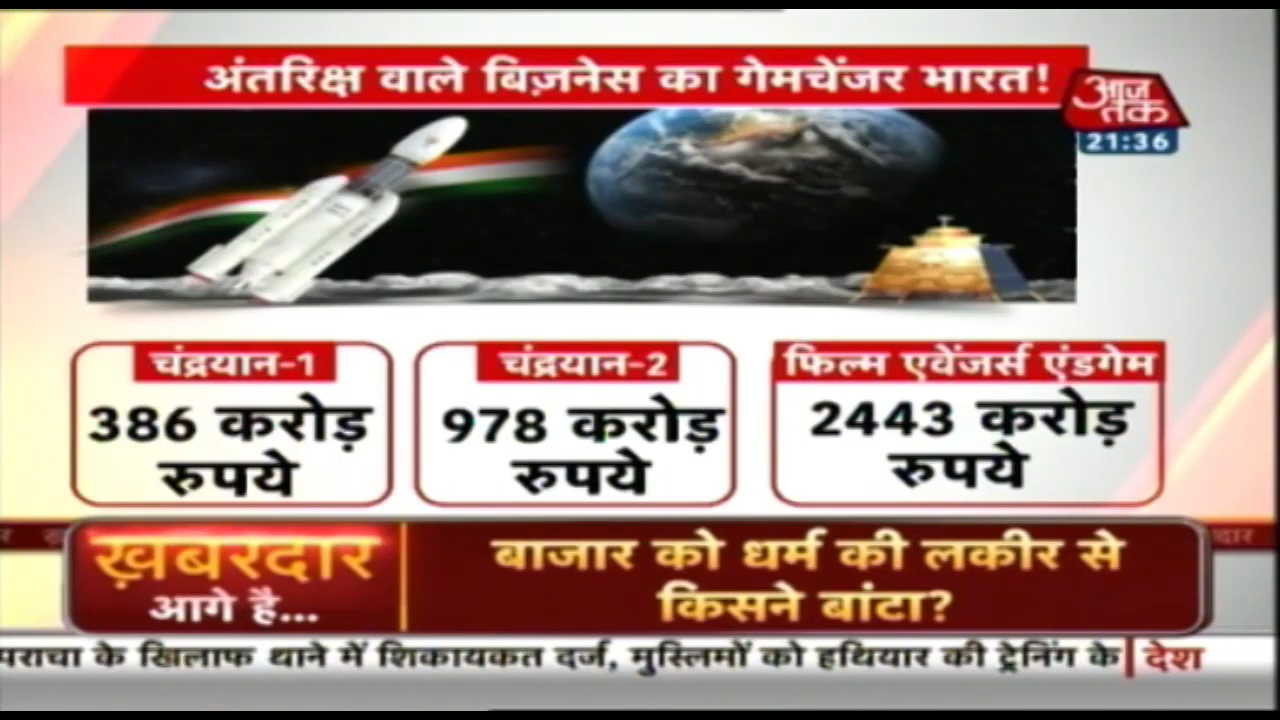 अंतरिक्ष वाले बिज़नेस का गेमचेंजर भारत!
आज
तक
21:36
चंद्रयान-1
386 करोड़
रुपये
चंद्रयान-2
978 करोड़
रुपये
फिल्म एवेंजर्स एंडगेम
2443 करोड़
रुपये
ख़बरदार
आगे है...
बाजार को धर्म की लकीर से
किसने बांटा?
के खिलाफ थाने में शिकायकत दर्ज, मुस्लिमों को हथियार की ट्रेनिंग के
देश